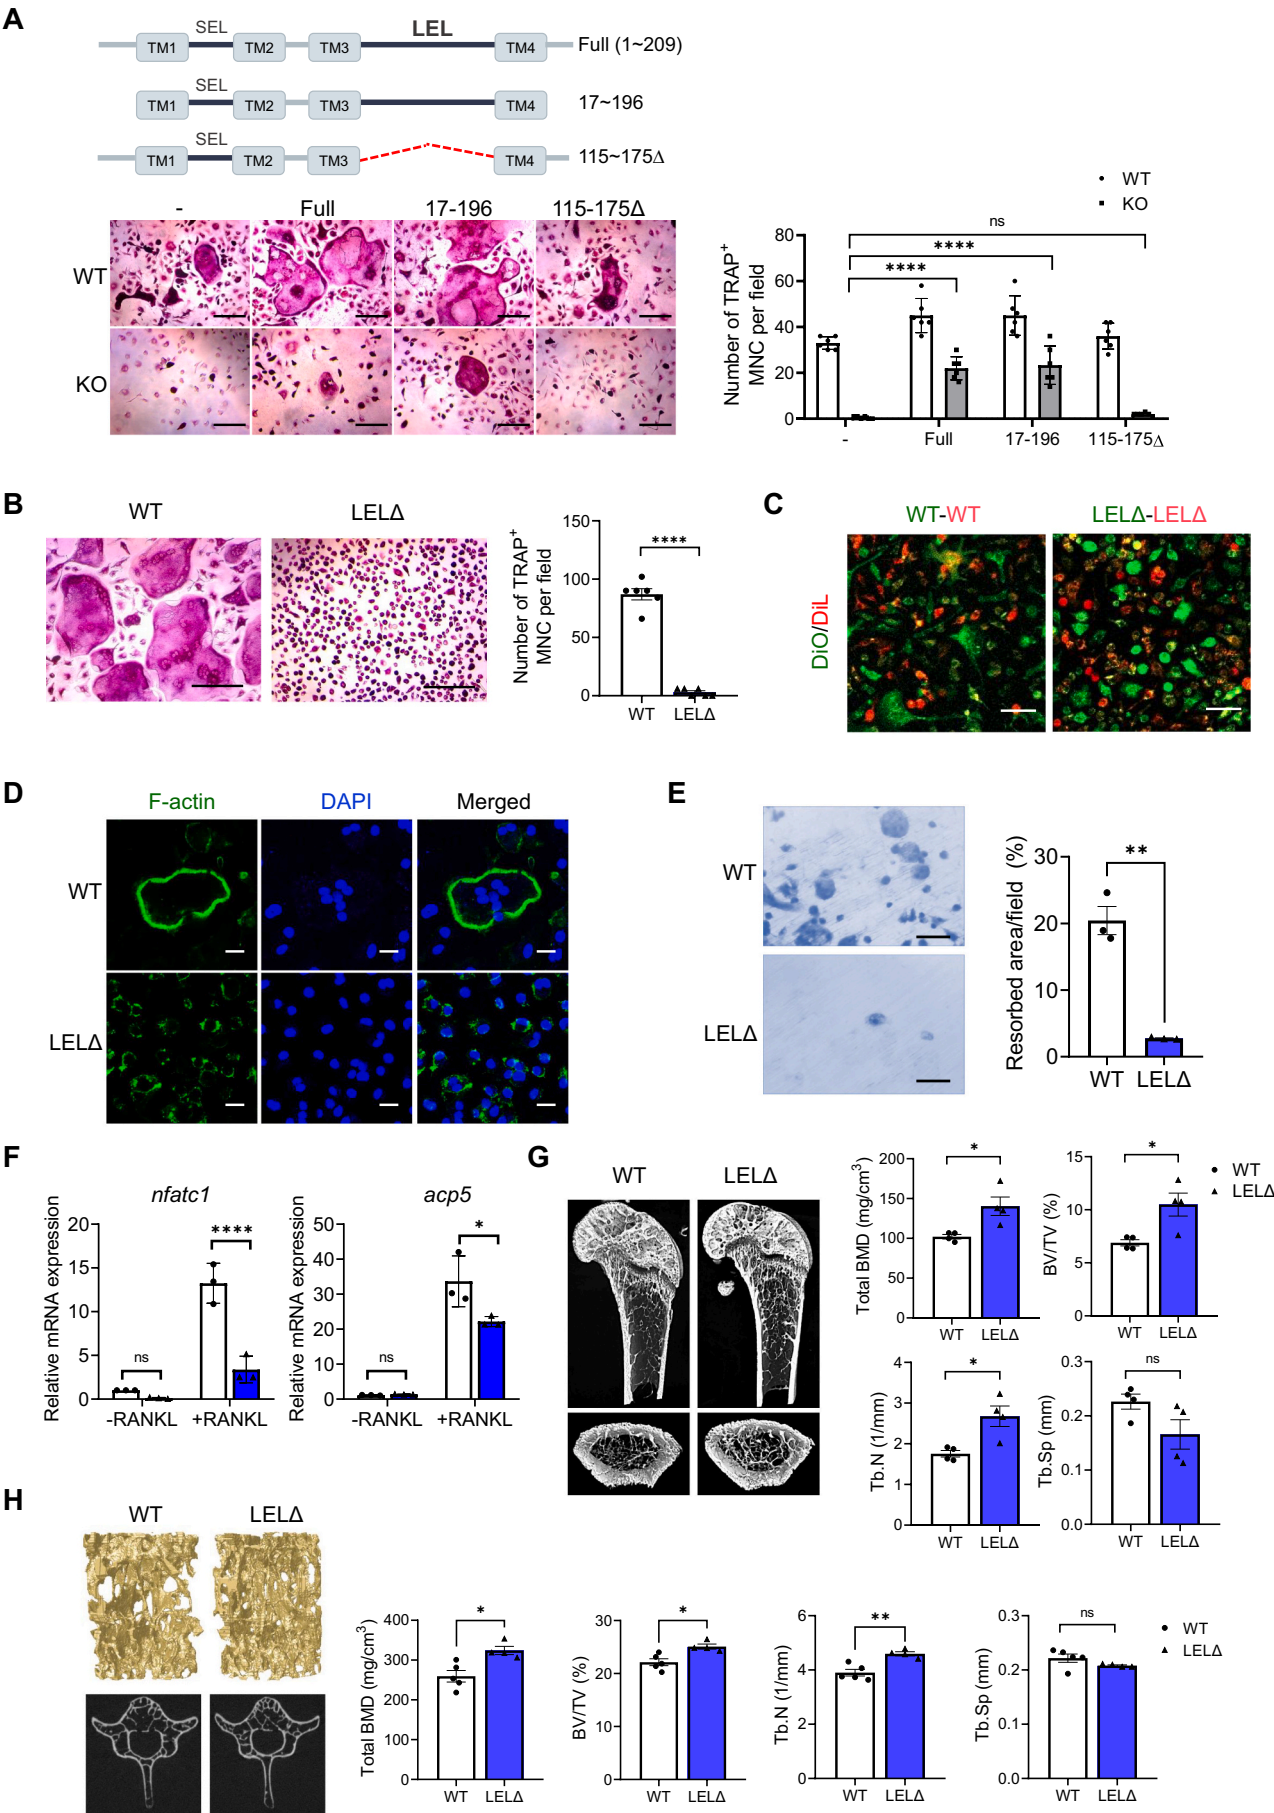 A
SEL
LEL
TM1
TM2
TM3
TM4
Full (1~209)
TM1
SEL
TM2
TM3
TM4
17~196
SEL
TM1
TM2
TM3
TM4
115~175Δ
- Full 17-196 115-175Δ
WT
KO
WT
KO
Number of TRAP+
MNC per field
80
60
40
20
0
ns
****
****
- Full 17-196 115-175Δ
B
WT LELΔ
Number of TRAP+
MNC per field
150
100
50
0
****
WT LELΔ
C
WT-WT LELΔ-LELΔ
DiO/DiL
D
F-actin DAPI Merged
WT
LELΔ
E
WT
LELΔ
Resorbed area/field (%)
30
20
10
0
**
WT LELΔ
F
nfatc1
Relative mRNA expression
20
15
10
5
0
ns
****
-RANKL +RANKL
acp5
Relative mRNA expression
50
40
30
20
10
0
ns
*
-RANKL +RANKL
G
WT LELΔ
Total BMD (mg/cm3)
200
150
100
50
0
*
WT LELΔ
BV/TV (%)
15
10
5
0
*
WT LELΔ
WT
LELΔ
Tb.N (1/mm)
4
3
2
1
0
*
WT LELΔ
Tb.Sp (mm)
0.3
0.2
0.1
0.0
ns
WT LELΔ
H
WT LELΔ
Total BMD (mg/cm3)
400
300
200
100
0
*
WT LELΔ
BV/TV (%)
30
20
10
0
*
WT LELΔ
Tb.N (1/mm)
6
4
2
0
**
WT LELΔ
Tb.Sp (mm)
0.3
0.2
0.1
0.0
ns
WT LELΔ
WT
LELΔ